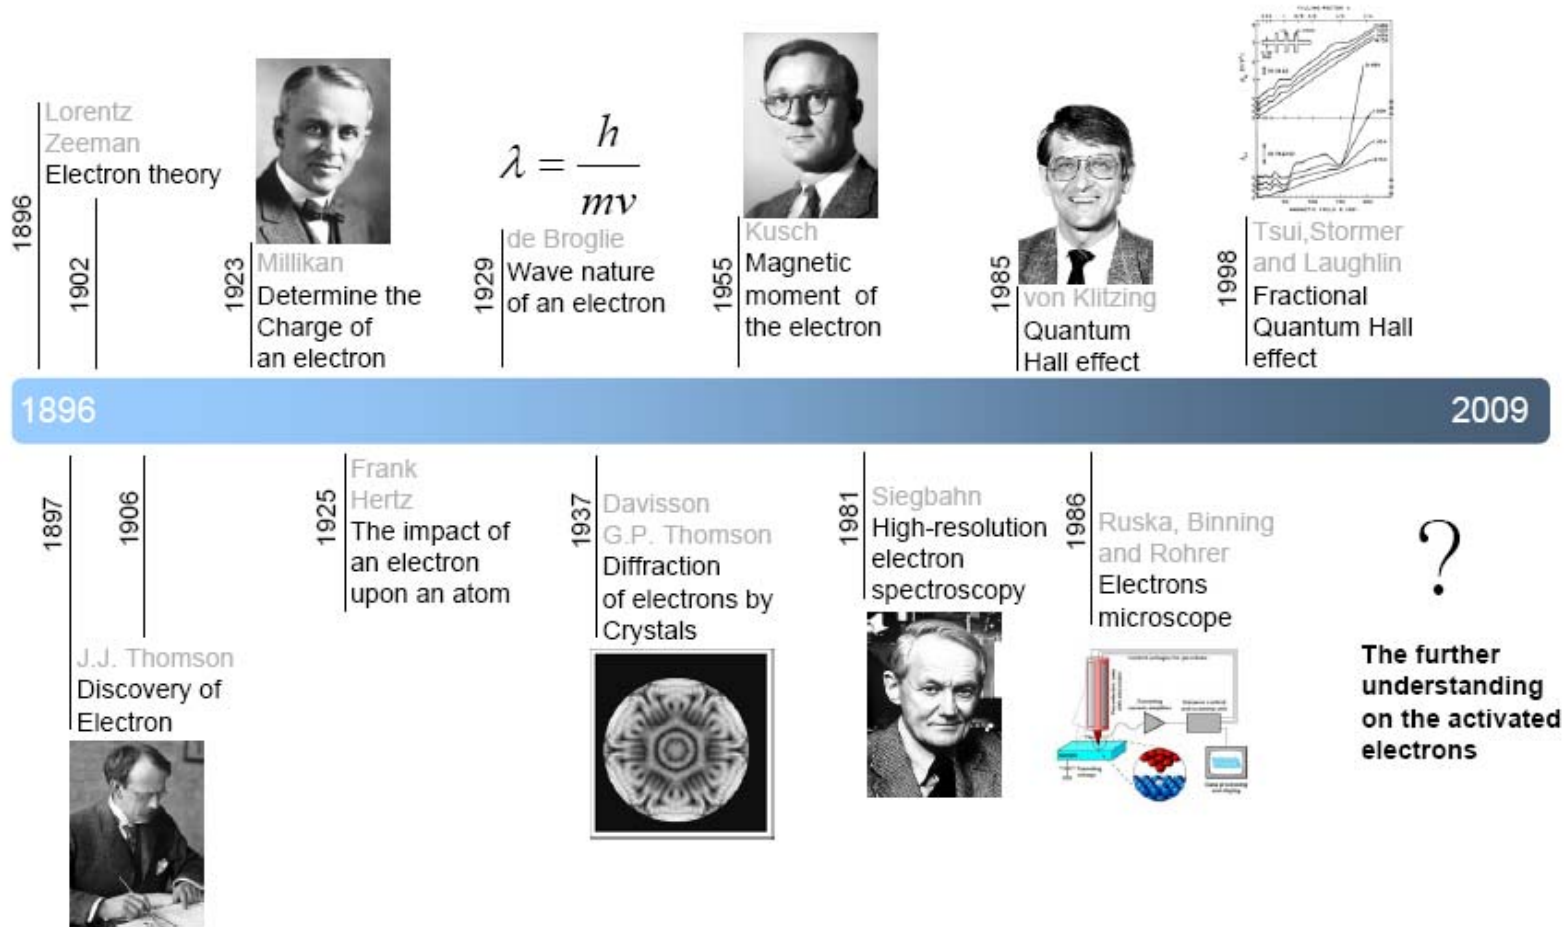 1896
Lorentz
Zeeman
Electron theory
1902
1923
Millikan
Determine the
Charge of
an electron
λ = h
mv
1929
de Broglie
Wave nature
of an electron
1955
Kusch
Magnetic
moment of
the electron
1985
von Klitzing
Quantum
Hall effect
1998
FILLING FACTOR
MAGNETIC FIELD
Tsui,Stormer
and Laughlin
Fractional
Quantum Hall
effect
1896
2009
1897
J.J. Thomson
Discovery of
Electron
1906
1925
Frank
Hertz
The impact of
an electron
upon an atom
1937
Davisson
G.P. Thomson
Diffraction
of electrons by
Crystals
1981
Siegbahn
High-resolution
electron
spectroscopy
1986
Ruska, Binning
and Rohrer
Electrons
microscope
?
The further
understanding
on the activated
electrons